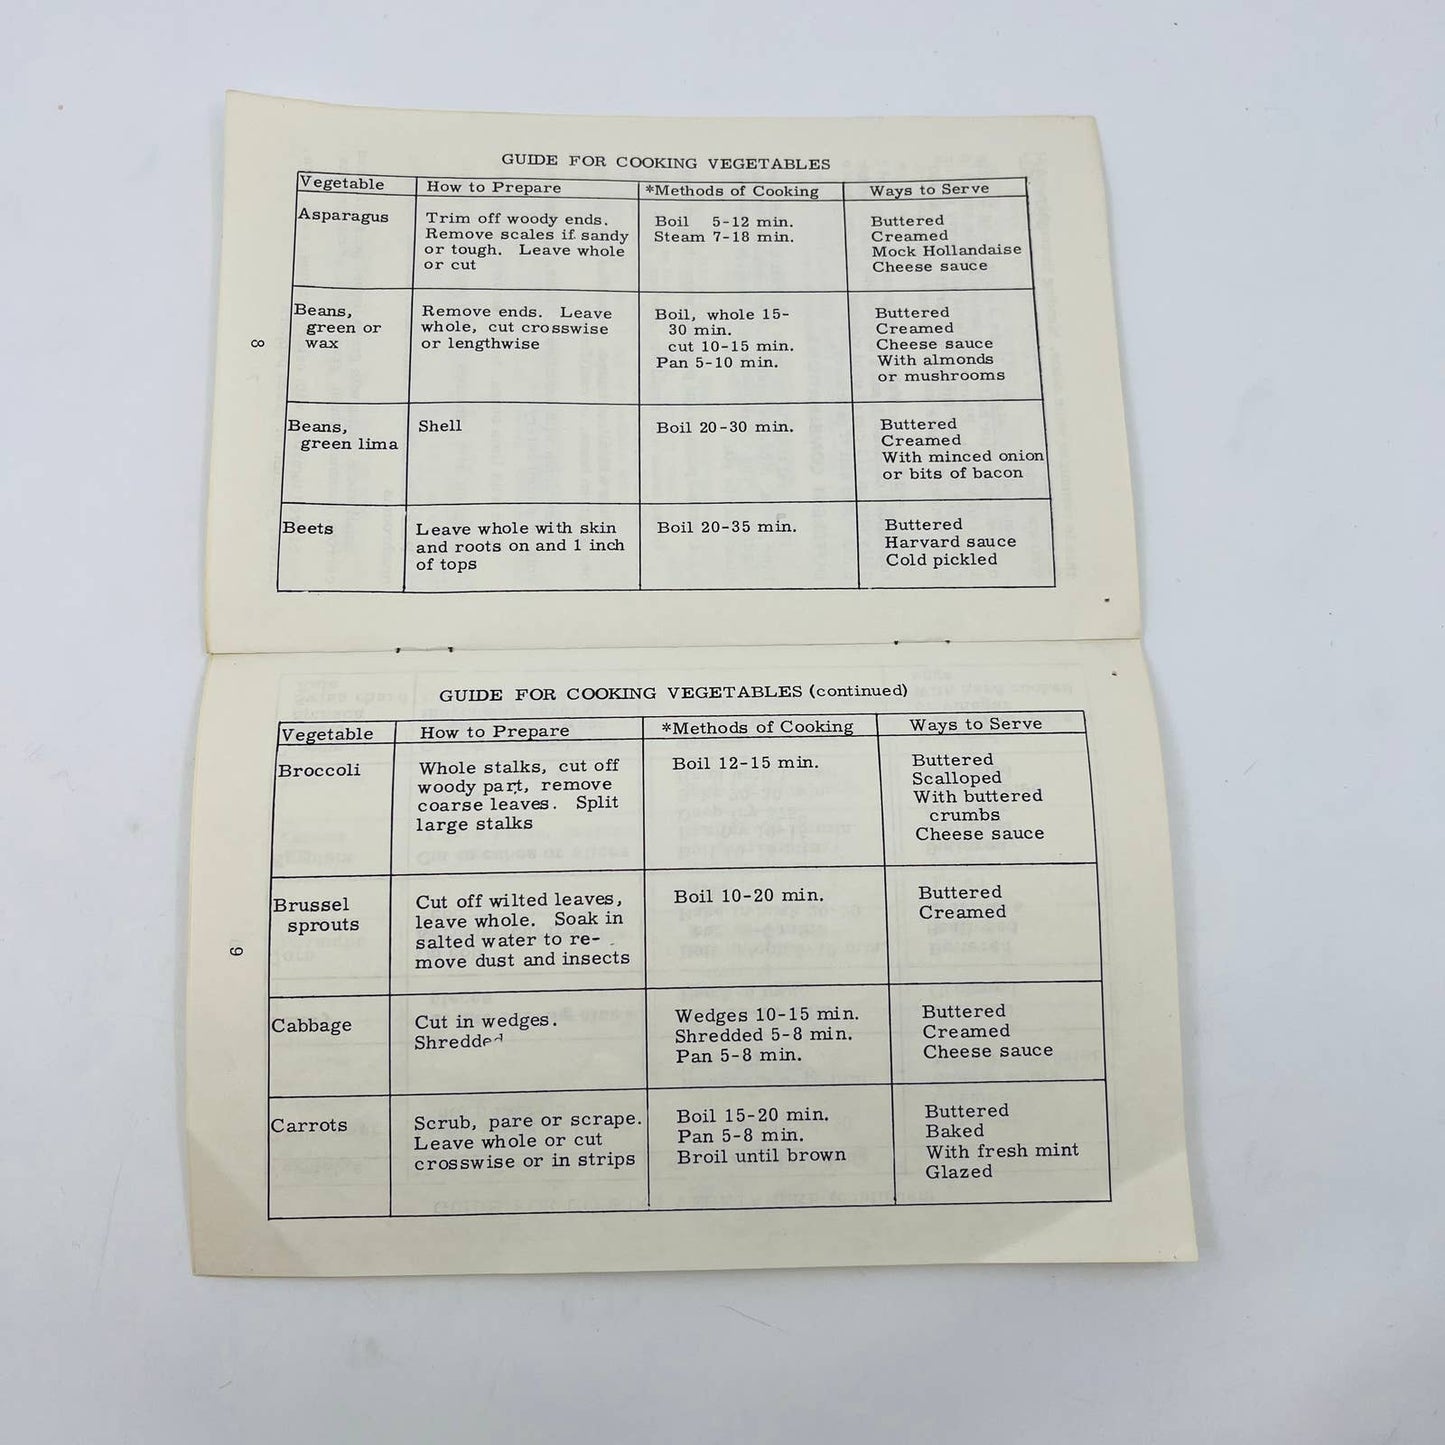 GUIDE FOR COOKING VEGETABLES
Vegetable How to Prepare *Methods of Cooking Ways to Serve
Asparagus
Trim off woody ends.
Remove scales if sandy
or tough. Leave whole
or cut
Boil 5-12 min.
Steam 7-18 min.
Buttered
Creamed
Mock Hollandaise
Cheese sauce
Beans,
green or
wax
Remove ends. Leave
whole, cut crosswise
or lengthwise
Boil, whole 15-
30 min.
cut 10-15 min.
Pan 5-10 min.
Buttered
Creamed
Cheese sauce
With almonds
or mushrooms
Beans,
green lima
Shell
Boil 20-30 min.
Buttered
Creamed
With minced onion
or bits of bacon
Beets
Leave whole with skin
and roots on and 1 inch
of tops
Boil 20-35 min.
Buttered
Harvard sauce
Cold pickled
8
GUIDE FOR COOKING VEGETABLES (continued)
Vegetable How to Prepare *Methods of Cooking Ways to Serve
Broccoli
Whole stalks, cut off
woody part, remove
coarse leaves. Split
large stalks
Boil 12-15 min.
Buttered
Scalloped
With buttered
crumbs
Cheese sauce
Brussel
sprouts
Cut off wilted leaves,
leave whole. Soak in
salted water to re-
move dust and insects
Boil 10-20 min.
Buttered
Creamed
Cabbage
Cut in wedges.
Shredded
Wedges 10-15 min.
Shredded 5-8 min.
Pan 5-8 min.
Buttered
Creamed
Cheese sauce
Carrots
Scrub, pare or scrape.
Leave whole or cut
crosswise or in strips
Boil 15-20 min.
Pan 5-8 min.
Broil until brown
Buttered
Baked
With fresh mint
Glazed
9